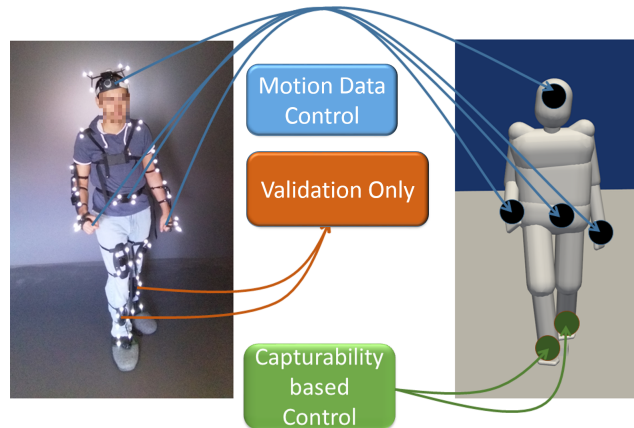 Motion Data
Control
Validation Only
Capturability
based
Control